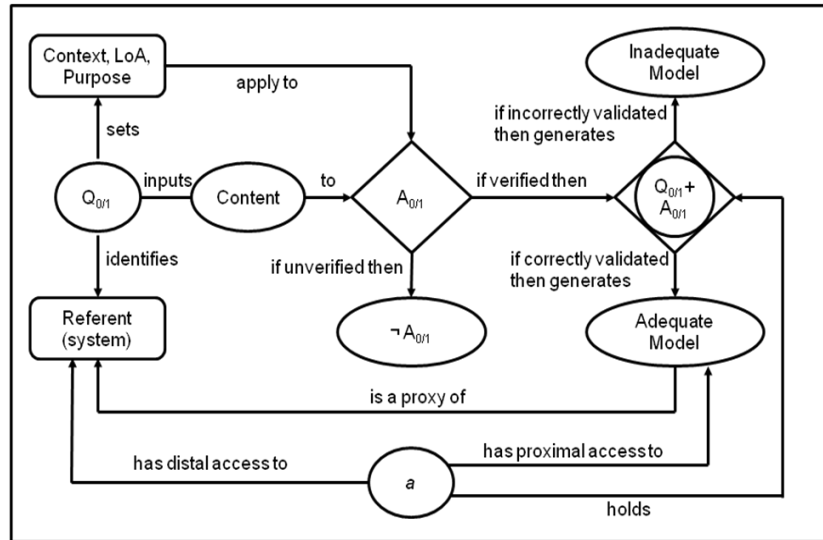 Context, LoA,
Purpose
apply to
Inadequate
Model
if incorrectly validated
then generates
sets
Q0/1
inputs
Content
to
A0/1
if verified then
Q0/1+
A0/1
identifies
if unverified then
if correctly validated
then generates
Referent
(system)
¬ A0/1
Adequate
Model
is a proxy of
has distal access to
a
has proximal access to
holds